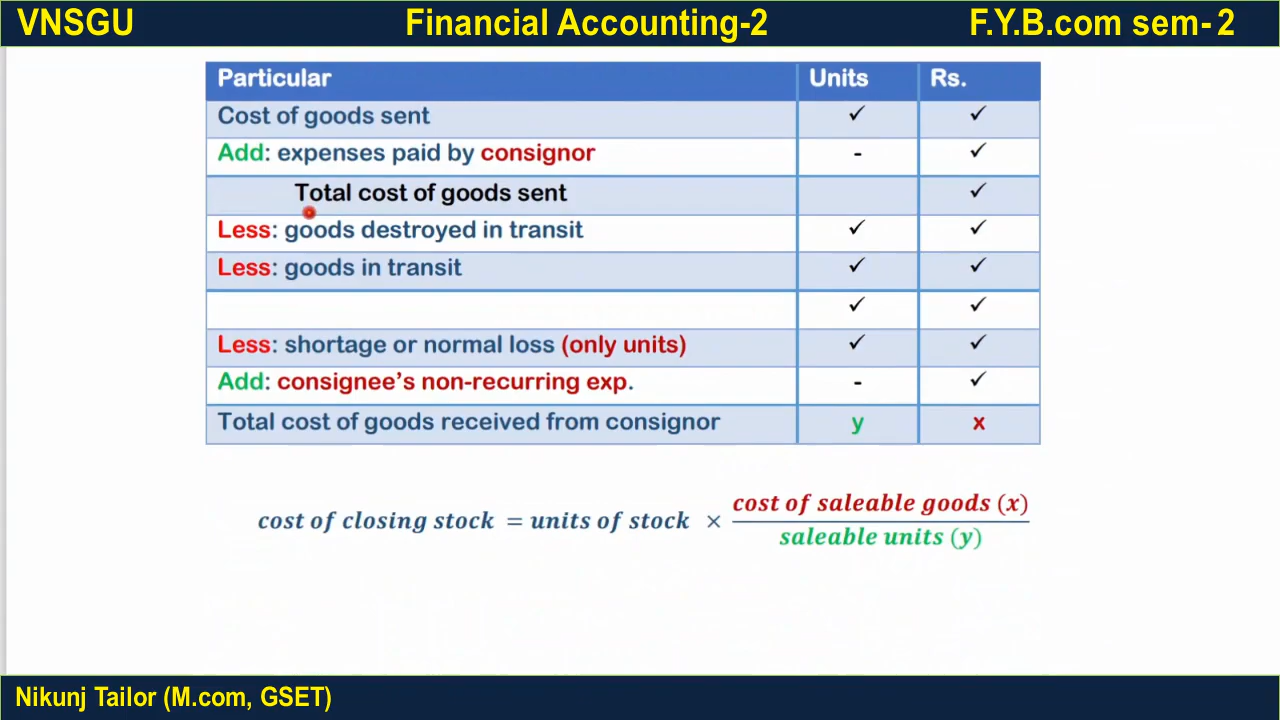 VNSGU Financial Accounting-2 F.Y.B.com sem- 2
Particular Units Rs.
Cost of goods sent ✓ ✓
Add: expenses paid by consignor - ✓
Total cost of goods sent ✓
Less: goods destroyed in transit ✓ ✓
Less: goods in transit ✓ ✓
✓ ✓
Less: shortage or normal loss (only units) ✓ ✓
Add: consignee's non-recurring exp. - ✓
Total cost of goods received from consignor y x
cost of closing stock = units of stock × cost of saleable goods (x)
saleable units (y)
Nikunj Tailor (M.com, GSET)